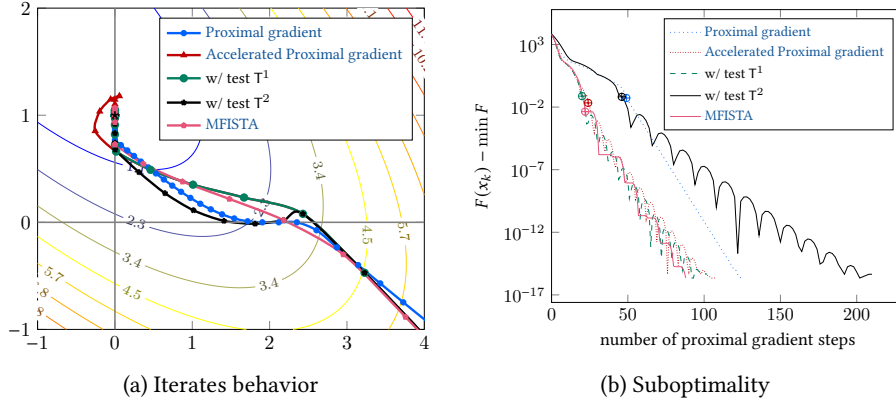 Proximal gradient
Accelerated Proximal gradient
w/ test T¹
w/ test T²
MFISTA
2
1
0
−1
−1 0 1 2 3 4
11.
10.
3.4
2.3
3.4
3.4
4.5
5.7
4.5
5.7
(a) Iterates behavior
Proximal gradient
Accelerated Proximal gradient
w/ test T¹
w/ test T²
MFISTA
F(xₖ) − min F
10³
10⁻²
10⁻⁷
10⁻¹²
10⁻¹⁷
0 50 100 150 200
number of proximal gradient steps
(b) Suboptimality